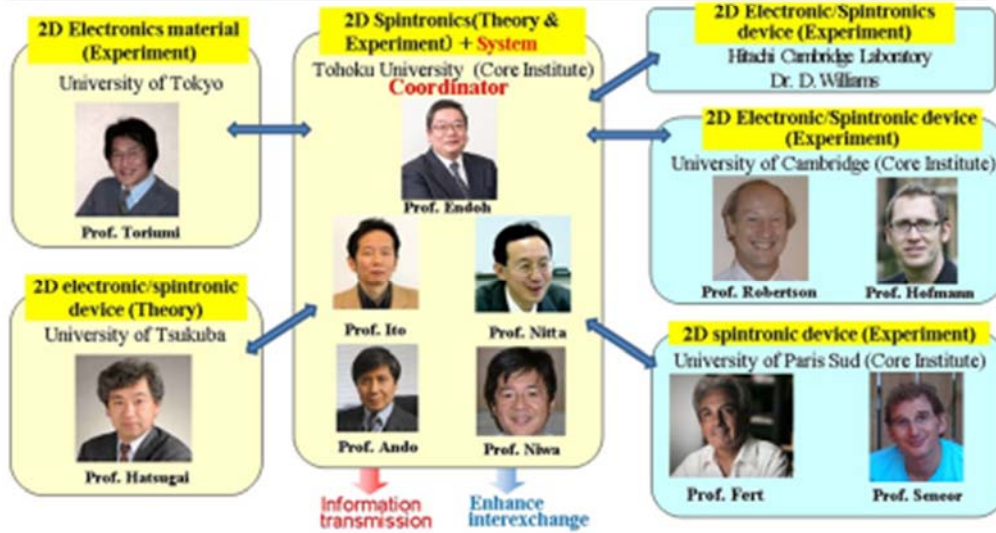 2D Electronics material
(Experiment)
University of Tokyo
Prof. Toriumi
2D electronic/spintronic
device (Theory)
University of Tsukuba
Prof. Hatsugai
2D Spintronics(Theory &
Experiment) + System
Tohoku University (Core Institute)
Coordinator
Prof. Endoh
Prof. Ito
Prof. Nitta
Prof. Ando
Prof. Niwa
Information
transmission
Enhance
interexchange
2D Electronic/Spintronics
device (Experiment)
Hitachi Cambridge Laboratory
Dr. D. Williams
2D Electronic/Spintronic device
(Experiment)
University of Cambridge (Core Institute)
Prof. Robertson
Prof. Hofmann
2D spintronic device (Experiment)
University of Paris Sud (Core Institute)
Prof. Fert
Prof. Seneor